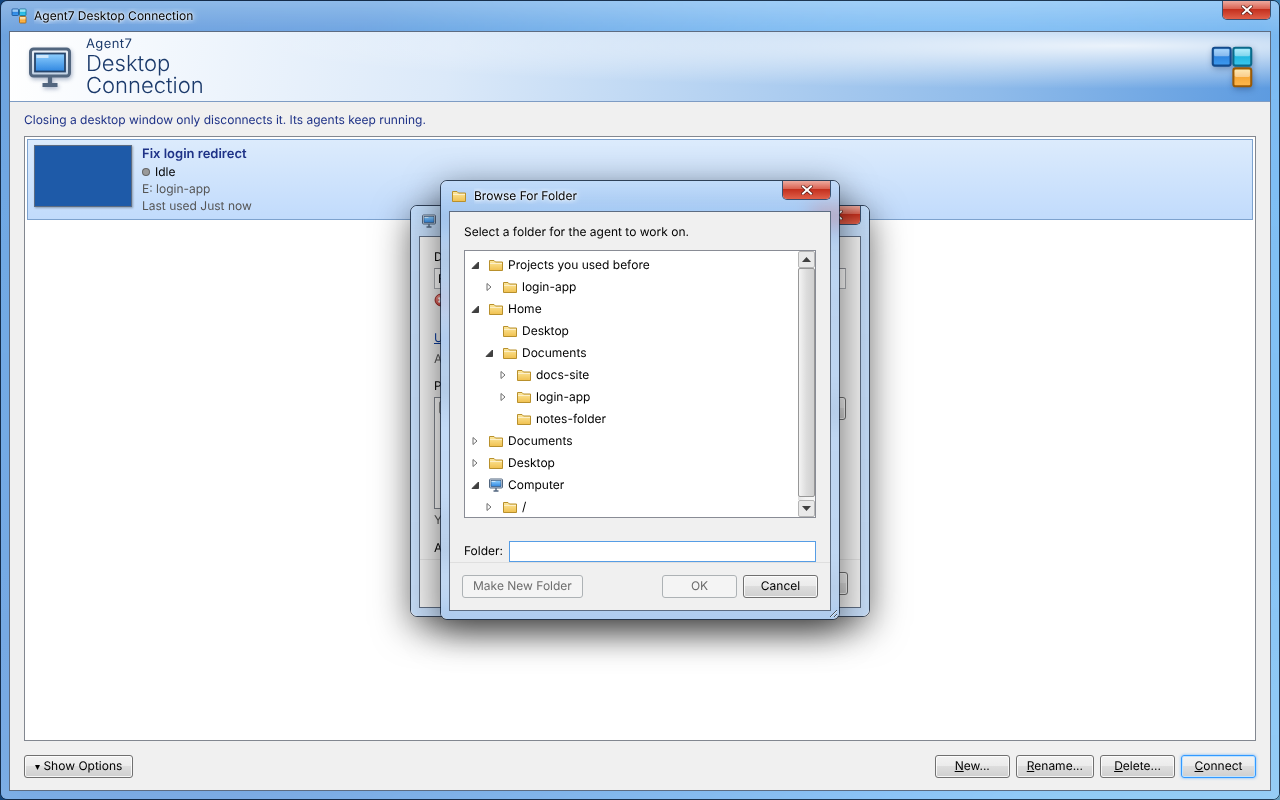 Agent7 Desktop Connection
Agent7
Desktop
Connection
Closing a desktop window only disconnects it. Its agents keep running.
Fix login redirect
Idle
E: login-app
Last used Just now
Browse For Folder
Select a folder for the agent to work on.
Projects you used before
login-app
Home
Desktop
Documents
docs-site
login-app
notes-folder
Documents
Desktop
Computer
/
Folder:
Make New Folder
OK
Cancel
Show Options
New...
Rename...
Delete...
Connect